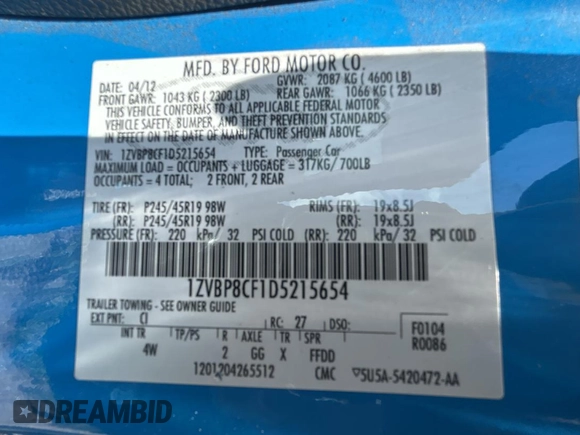 MFD. BY FORD MOTOR CO.
DATE: 04/12 GVWR: 2087 KG ( 4600 LB)
FRONT GAWR: 1043 KG ( 2300 LB) REAR GAWR: 1066 KG ( 2350 LB)
THIS VEHICLE CONFORMS TO ALL APPLICABLE FEDERAL MOTOR
VEHICLE SAFETY, BUMPER, AND THEFT PREVENTION STANDARDS
IN EFFECT ON THE DATE OF MANUFACTURE SHOWN ABOVE.
VIN: 1ZVBP8CF1D5215654 TYPE: Passenger Car
MAXIMUM LOAD = OCCUPANTS + LUGGAGE = 317KG/ 700LB
OCCUPANTS = 4 TOTAL; 2 FRONT, 2 REAR
TIRE (FR): P245/45R19 98W RIMS (FR): 19x8.5J
(RR): P245/45R19 98W (RR): 19x8.5J
PRESSURE (FR): 220 kPa/ 32 PSI COLD (RR): 220 kPa/ 32 PSI COLD
1ZVBP8CF1D5215654
TRAILER TOWING - SEE OWNER GUIDE
EXT PNT: CI RC: 27 DSO: F0104
INT TR TP/PS R AXLE TR SPR R0086
4W 2 GG X FFDD
1201204265512 CMC 5U5A-5420472-AA
DREAMBID